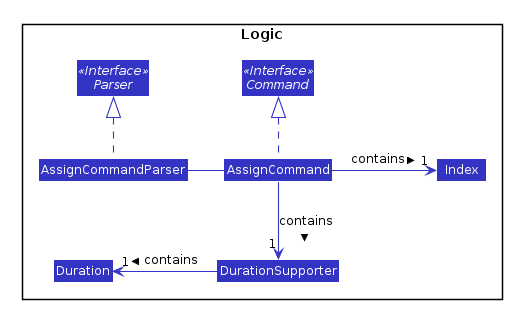 Logic
«Interface»
Parser
«Interface»
Command
AssignCommandParser
AssignCommand
contains ▶ 1
Index
contains
▼
1
Duration
1 ◀ contains
DurationSupporter